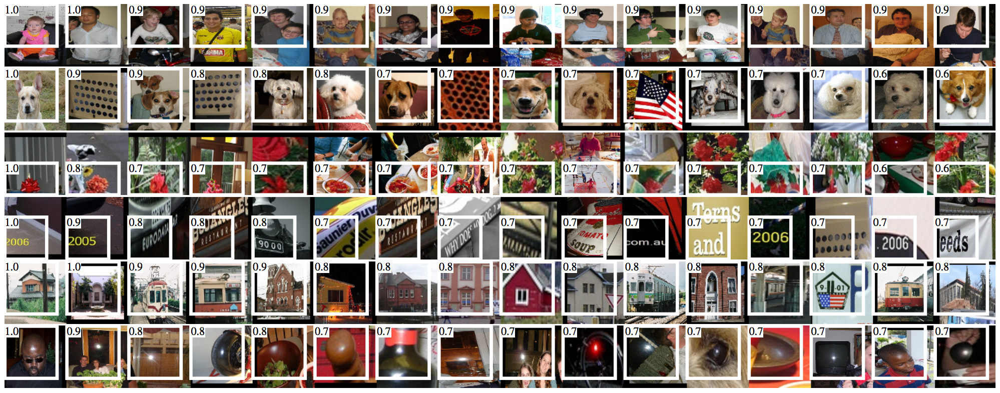 1.0 1.0 0.9 0.9 0.9 0.9 0.9 0.9 0.9 0.9 0.9 0.9 0.9 0.9 0.9 0.9
1.0 0.9 0.9 0.8 0.8 0.8 0.7 0.7 0.7 0.7 0.7 0.7 0.7 0.7 0.6 0.6
1.0 0.8 0.7 0.7 0.7 0.7 0.7 0.7 0.7 0.7 0.7 0.7 0.7 0.7 0.6 0.6
1.0 0.9 0.8 0.8 0.8 0.7 0.7 0.7 0.7 0.7 0.7 0.7 0.7 0.7 0.7 0.7
2006
2005
EURODATA
RESTAURANT
9000
Saunier Duv
RESTAURANT
WHY DOES MY DOG..?
TOMATO
SOUP
com.au
Terns
and
2006
. 2006
eeds
1.0 1.0 0.9 0.9 0.9 0.8 0.8 0.8 0.8 0.8 0.8 0.8 0.8 0.8 0.8 0.8
9-11-01
1.0 0.9 0.8 0.8 0.8 0.7 0.7 0.7 0.7 0.7 0.7 0.7 0.7 0.7 0.7 0.7